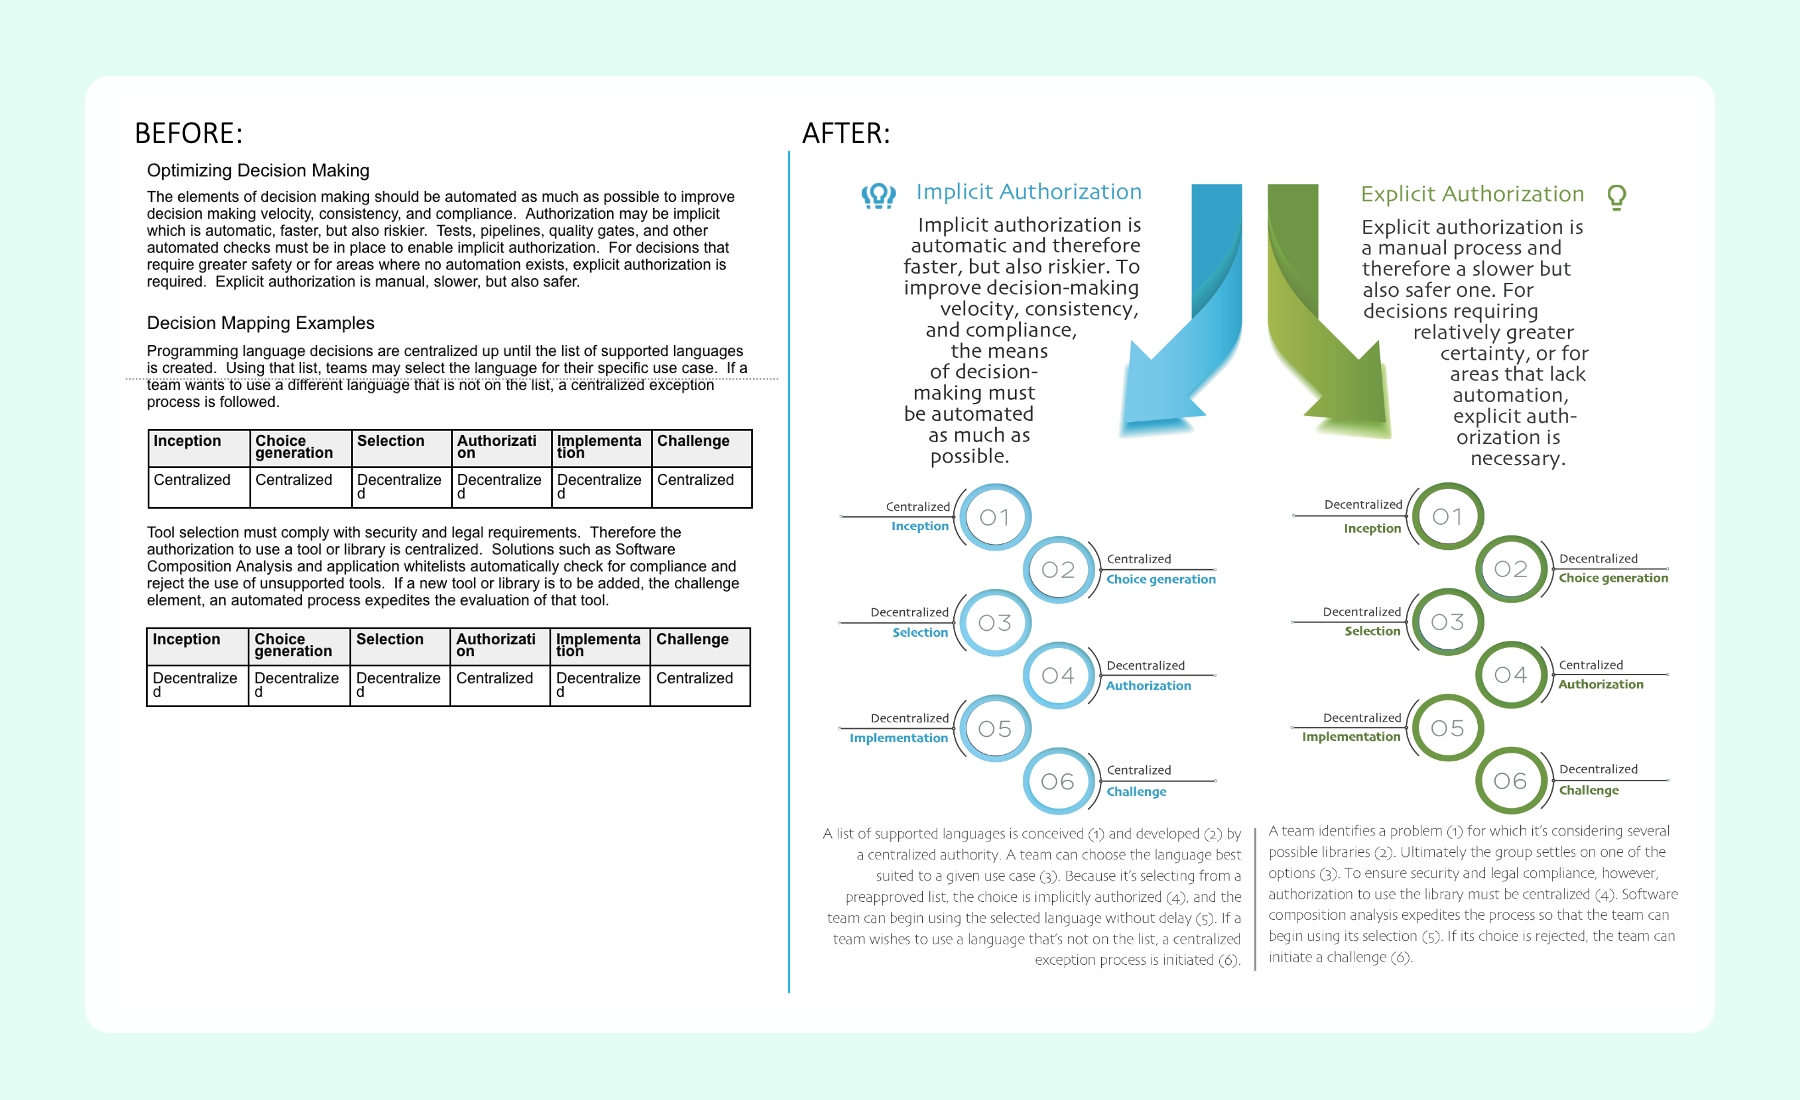 BEFORE:
Optimizing Decision Making
The elements of decision making should be automated as much as possible to improve
decision making velocity, consistency, and compliance.  Authorization may be implicit
which is automatic, faster, but also riskier.  Tests, pipelines, quality gates, and other
automated checks must be in place to enable implicit authorization.  For decisions that
require greater safety or for areas where no automation exists, explicit authorization is
required.  Explicit authorization is manual, slower, but also safer.
Decision Mapping Examples
Programming language decisions are centralized up until the list of supported languages
is created.  Using that list, teams may select the language for their specific use case.  If a
team wants to use a different language that is not on the list, a centralized exception
process is followed.
Inception Choice generation Selection Authorizati on Implementa tion Challenge
Centralized Centralized Decentralize d Decentralize d Decentralize d Centralized
Tool selection must comply with security and legal requirements.  Therefore the
authorization to use a tool or library is centralized.  Solutions such as Software
Composition Analysis and application whitelists automatically check for compliance and
reject the use of unsupported tools.  If a new tool or library is to be added, the challenge
element, an automated process expedites the evaluation of that tool.
Inception Choice generation Selection Authorizati on Implementa tion Challenge
Decentralize d Decentralize d Decentralize d Centralized Decentralize d Centralized
AFTER:
Implicit Authorization
Implicit authorization is
automatic and therefore
faster, but also riskier. To
improve decision-making
velocity, consistency,
and compliance,
the means
of decision-
making must
be automated
as much as
possible.
Explicit Authorization
Explicit authorization is
a manual process and
therefore a slower but
also safer one. For
decisions requiring
relatively greater
certainty, or for
areas that lack
automation,
explicit auth-
orization is
necessary.
Centralized
Inception
01
02
Centralized
Choice generation
Decentralized
Selection
03
04
Decentralized
Authorization
Decentralized
Implementation
05
06
Centralized
Challenge
Decentralized
Inception
01
02
Decentralized
Choice generation
Decentralized
Selection
03
04
Centralized
Authorization
Decentralized
Implementation
05
06
Decentralized
Challenge
A list of supported languages is conceived (1) and developed (2) by
a centralized authority. A team can choose the language best
suited to a given use case (3). Because it's selecting from a
preapproved list, the choice is implicitly authorized (4), and the
team can begin using the selected language without delay (5). If a
team wishes to use a language that's not on the list, a centralized
exception process is initiated (6).
A team identifies a problem (1) for which it's considering several
possible libraries (2). Ultimately the group settles on one of the
options (3). To ensure security and legal compliance, however,
authorization to use the library must be centralized (4). Software
composition analysis expedites the process so that the team can
begin using its selection (5). If its choice is rejected, the team can
initiate a challenge (6).